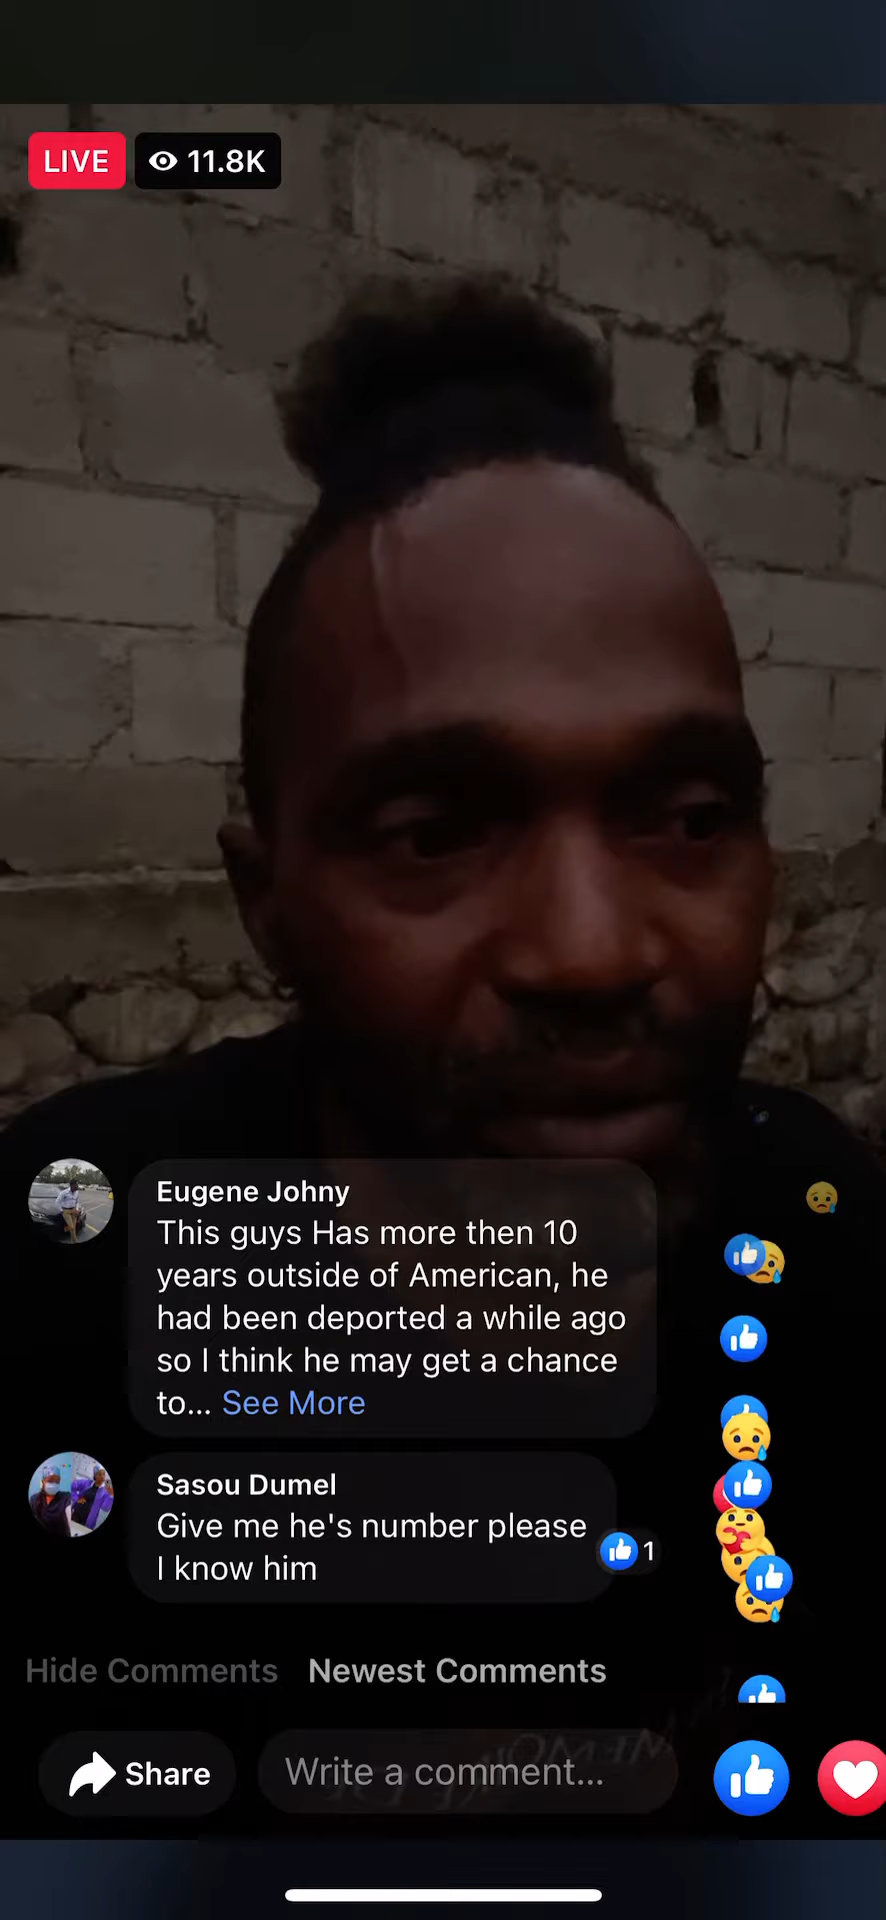 LIVE 11.8K
Eugene Johny
This guys Has more then 10
years outside of American, he
had been deported a while ago
so I think he may get a chance
to... See More
Sasou Dumel
Give me he's number please
I know him
1
Hide Comments Newest Comments
Share Write a comment...